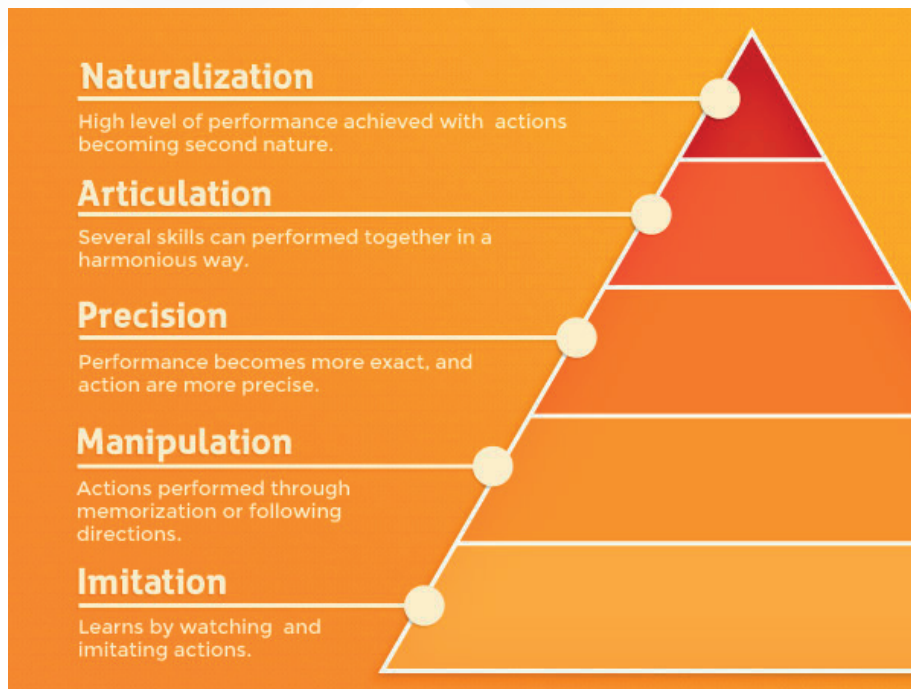 Naturalization
High level of performance achieved with actions
becoming second nature.
Articulation
Several skills can performed together in a
harmonious way.
Precision
Performance becomes more exact, and
action are more precise.
Manipulation
Actions performed through
memorization or following
directions.
Imitation
Learns by watching and
imitating actions.